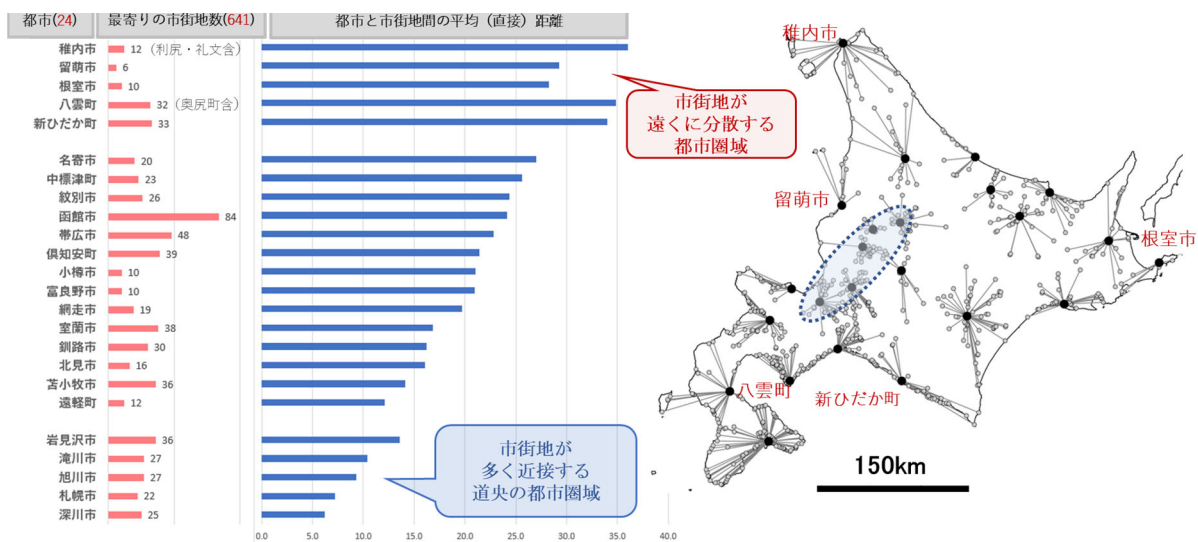 都市(24) 最寄りの市街地数(641) 都市と市街地間の平均（直接）距離
稚内市 12 (利尻・礼文含)
留萌市 6
根室市 10
八雲町 32 (奥尻町含)
新ひだか町 33
市街地が
遠くに分散する
都市圏域
名寄市 20
中標津町 23
紋別市 26
函館市 84
帯広市 48
倶知安町 39
小樽市 10
富良野市 10
網走市 19
室蘭市 38
釧路市 30
北見市 16
苫小牧市 36
遠軽町 12
岩見沢市 36
滝川市 27
旭川市 27
札幌市 22
深川市 25
市街地が
多く近接する
道央の都市圏域
0.0 5.0 10.0 15.0 20.0 25.0 30.0 35.0 40.0
稚内市
留萌市
根室市
八雲町
新ひだか町
150km